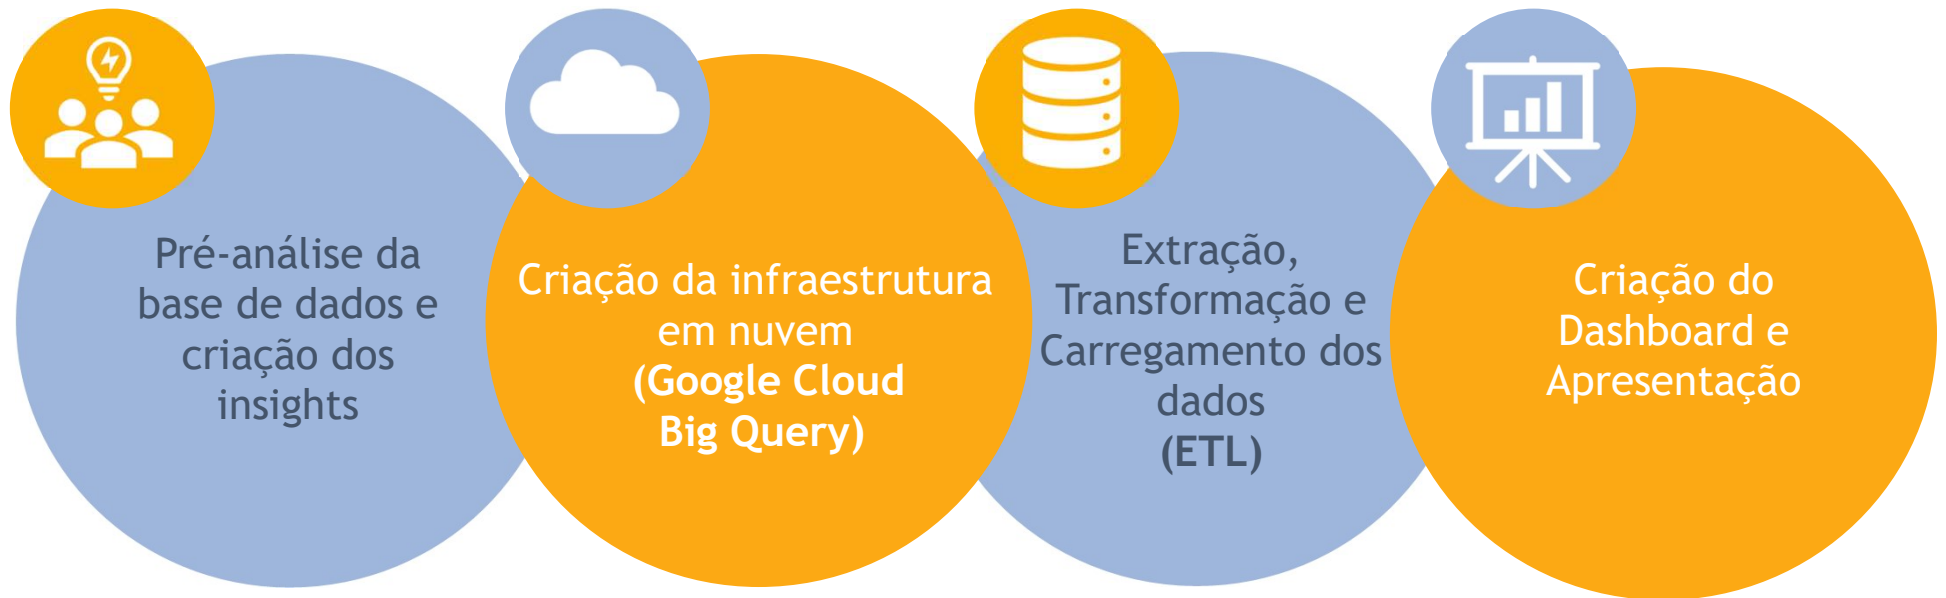 Pré-análise da
base de dados e
criação dos
insights
Criação da infraestrutura
em nuvem
(Google Cloud
Big Query)
Extração,
Transformação e
Carregamento dos
dados
(ETL)
Criação do
Dashboard e
Apresentação